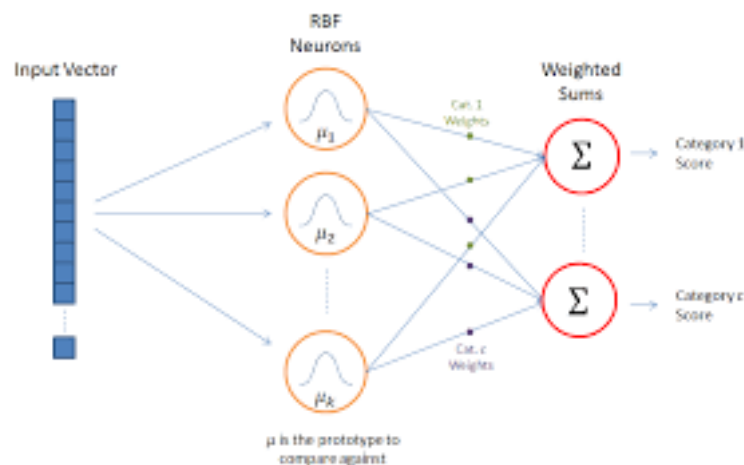 RBF
Neurons
Input Vector
Weighted
Sums
Cat. 1
Weights
μ1
Σ
Category 1
Score
μ2
Σ
Category c
Score
Cat. c
Weights
μk
μ is the prototype to
compare against